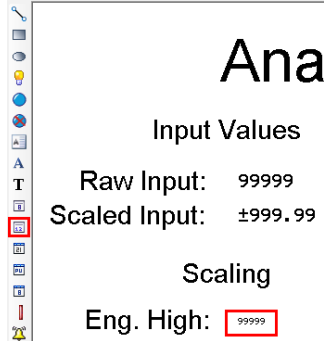 Ana
Input Values
Raw Input: 99999
Scaled Input: ±999.99
Scaling
Eng. High: 99999
A
T